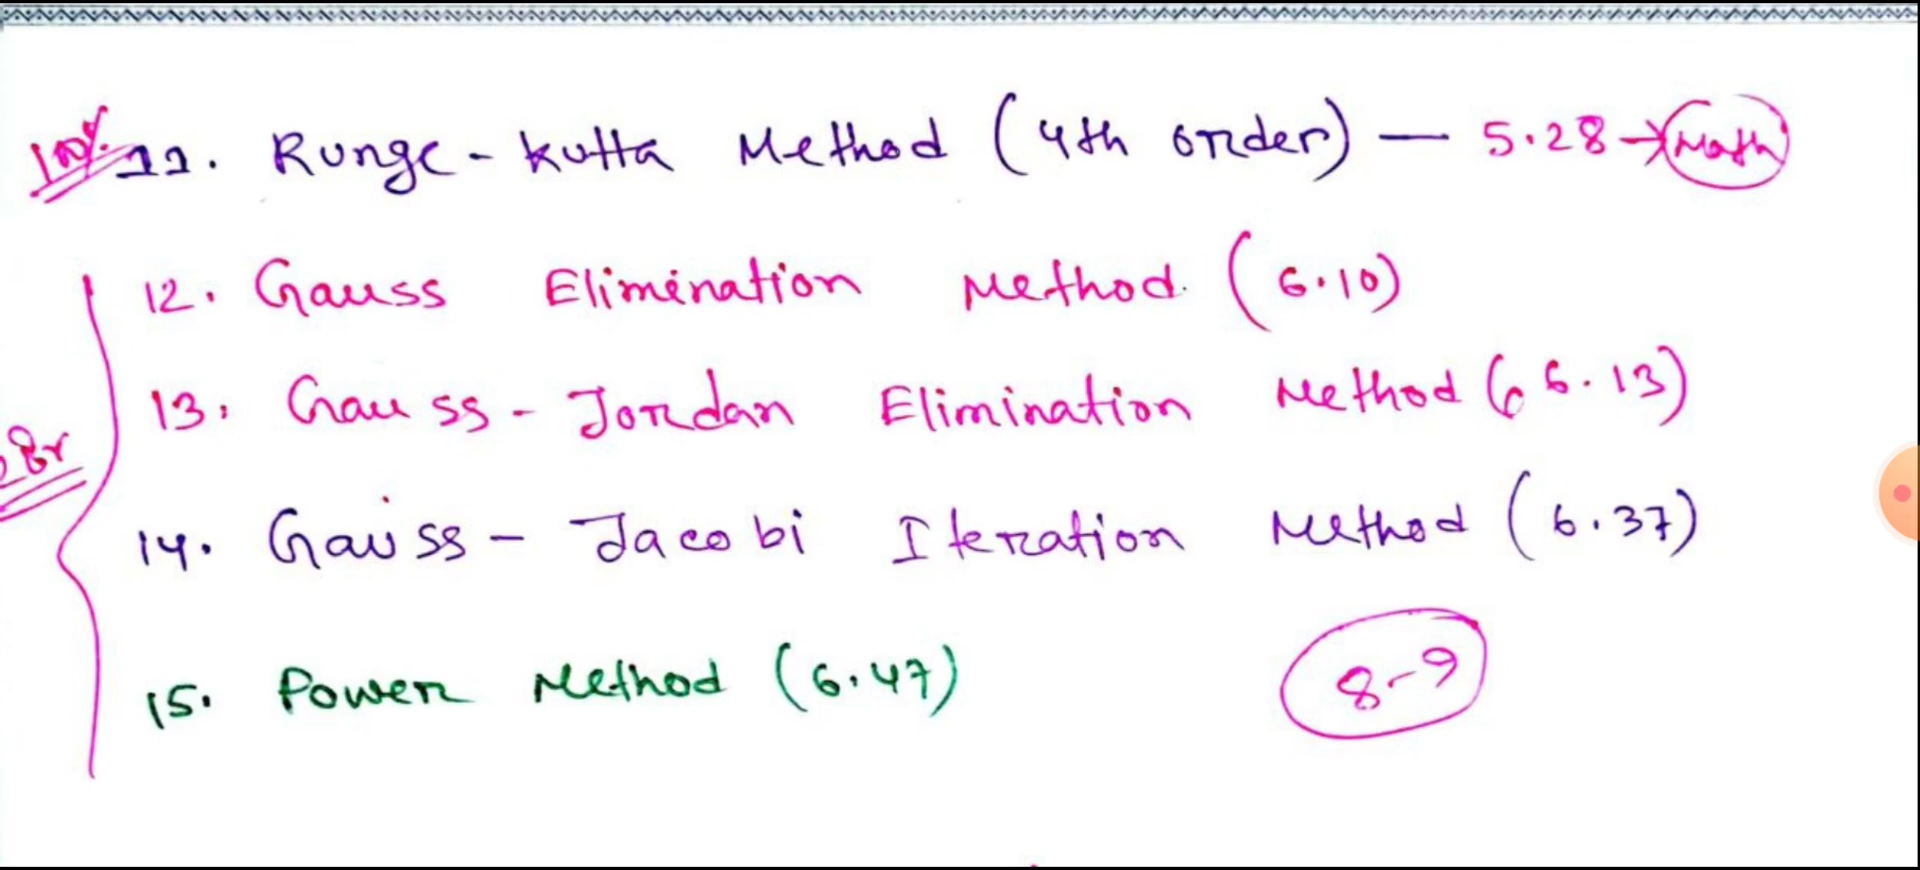 100% 11. Runge-Kutta Method (4th order) — 5.28 → Math
12. Gauss Elimination Method (6.10)
13. Gauss-Jordan Elimination Method (6.13)
14. Gauss-Jacobi Iteration Method (6.37)
15. Power Method (6.47)
8-9